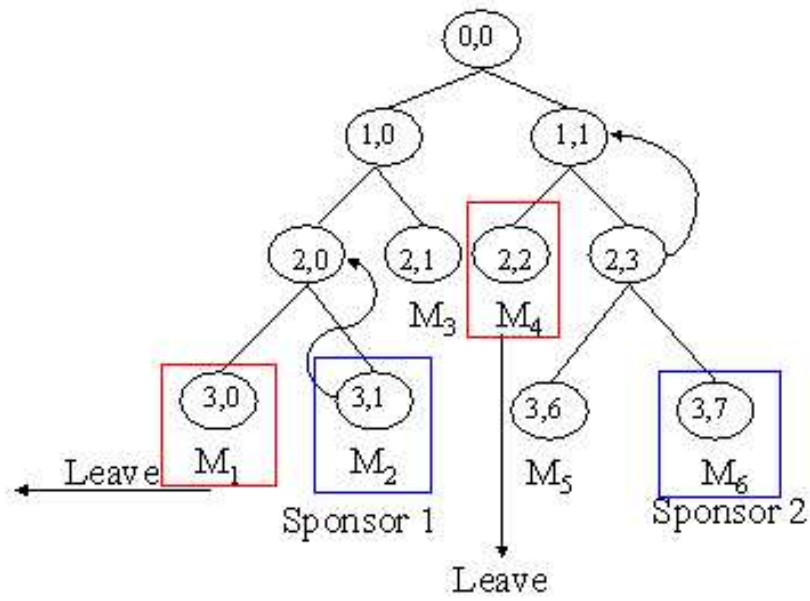 0,0
1,0
1,1
2,0
2,1
2,2
2,3
M₃
M₄
3,0
3,1
3,6
3,7
M₁
M₂
M₅
M₆
Leave
Sponsor 1
Sponsor 2
Leave